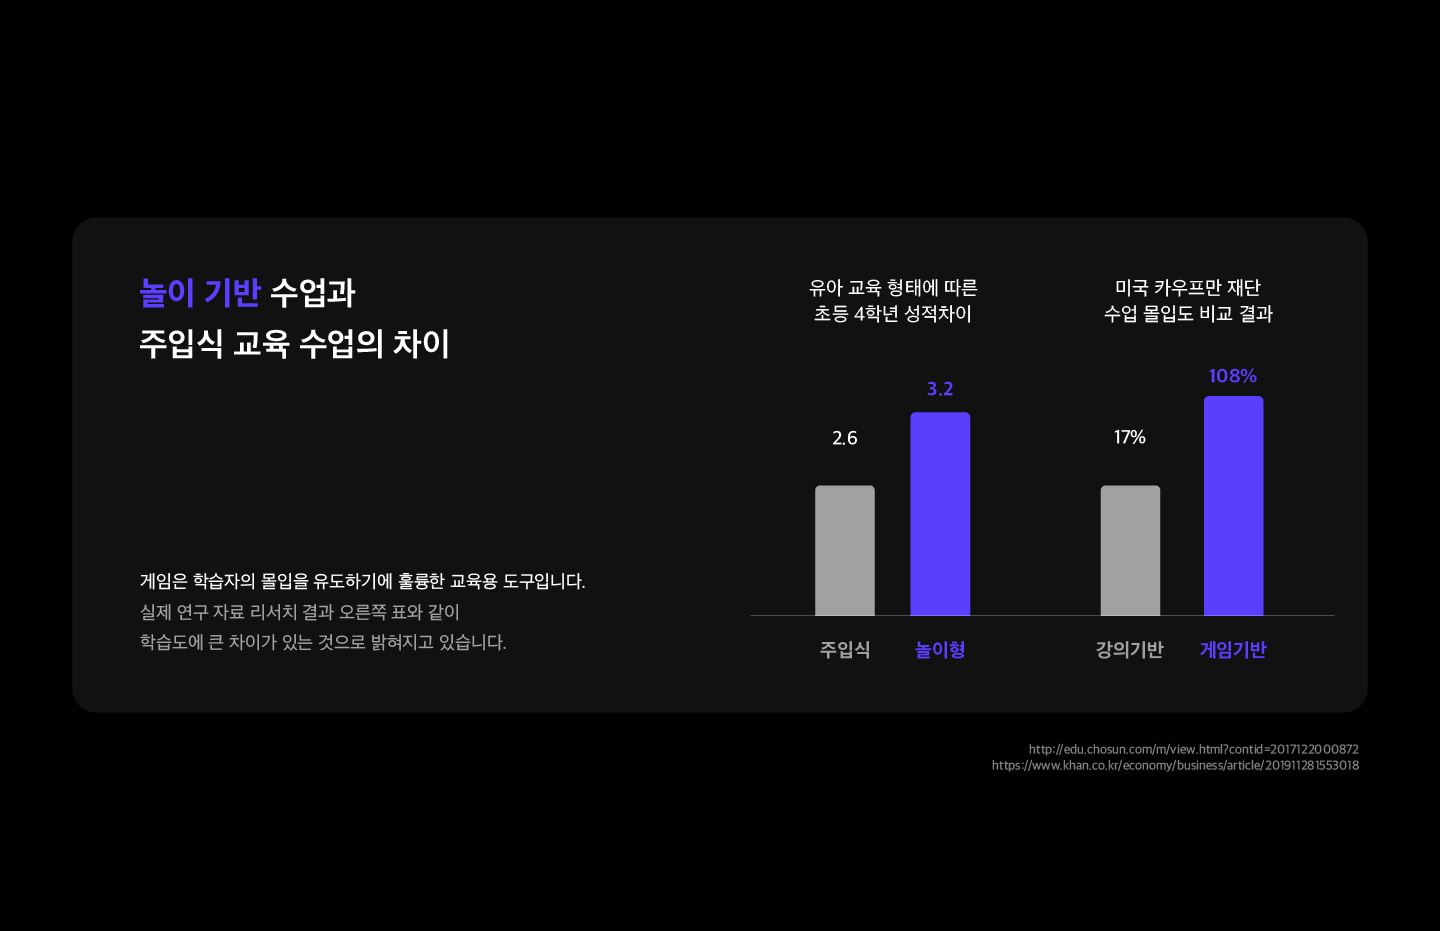 놀이 기반 수업과
주입식 교육 수업의 차이
게임은 학습자의 몰입을 유도하기에 훌륭한 교육용 도구입니다.
실제 연구 자료 리서치 결과 오른쪽 표와 같이
학습도에 큰 차이가 있는 것으로 밝혀지고 있습니다.
유아 교육 형태에 따른
초등 4학년 성적차이
2.6
3.2
주입식
놀이형
미국 카우프만 재단
수업 몰입도 비교 결과
17%
108%
강의기반
게임기반
http://edu.chosun.com/m/view.html?contid=2017122000872
https://www.khan.co.kr/economy/business/article/201911281553018